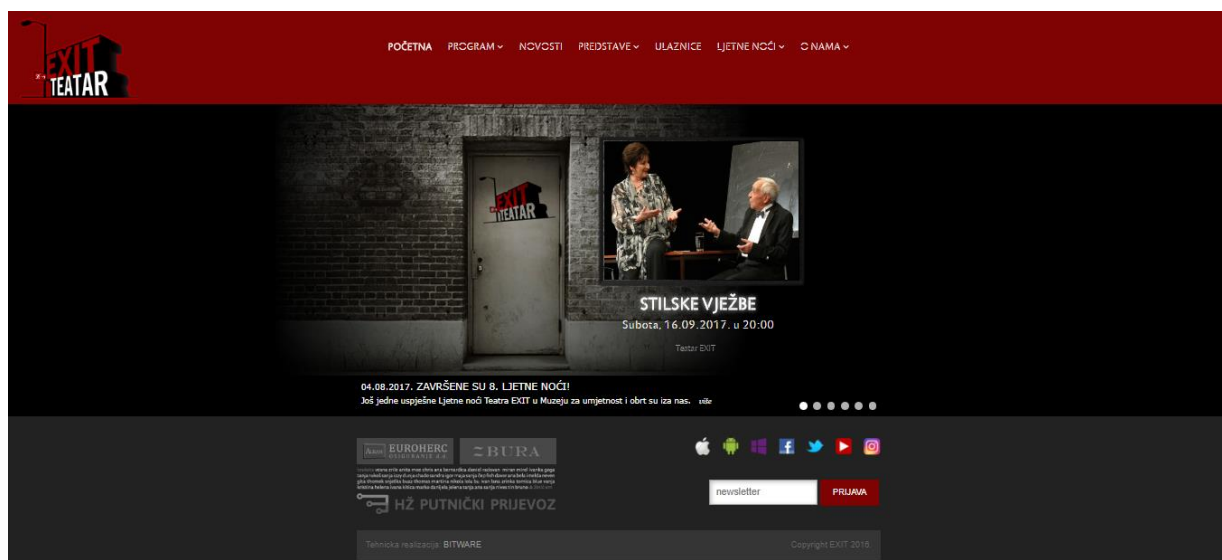 EXIT
TEATAR
POČETNA PROGRAM NOVOSTI PREDSTAVE ULAZNICE LJETNE NOĆI O NAMA
EXIT
TEATAR
STILSKE VJEŽBE
Subota, 16.09.2017. u 20:00
Teatar EXIT
04.08.2017. ZAVRŠENE SU 8. LJETNE NOĆI!
Još jedne uspješne Ljetne noći Teatra EXIT u Muzeju za umjetnost i obrt su iza nas. više
EUROHERC
OSIGURANJE d.d.
BURA
HŽ PUTNIČKI PRIJEVOZ
newsletter PRIJAVA
Tehnicka realizacija: BITWARE
Copyright EXIT 2016.